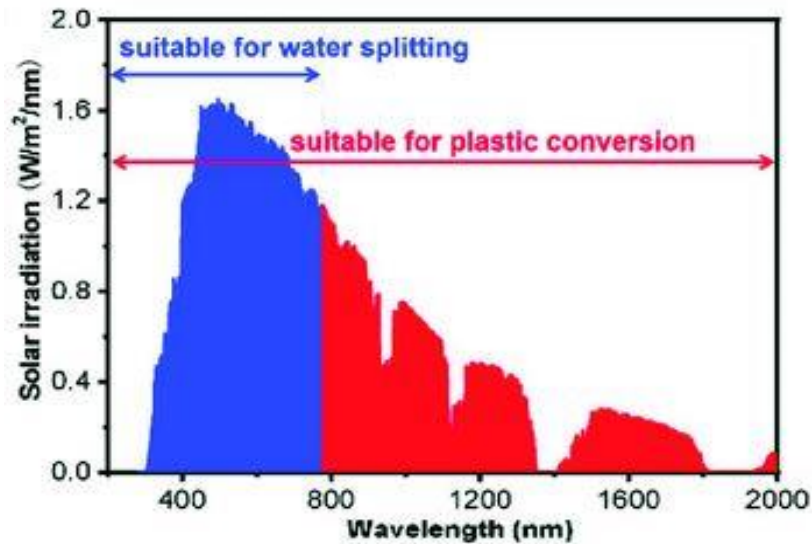 2.0
suitable for water splitting
1.6
suitable for plastic conversion
1.2
0.8
0.4
0.0
400 800 1200 1600 2000
Wavelength (nm)
Solar irradiation (W/m²/nm)